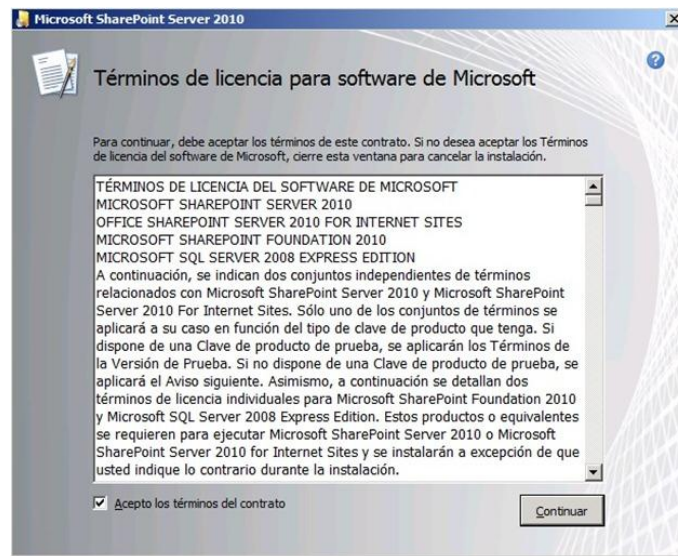 Microsoft SharePoint Server 2010
Términos de licencia para software de Microsoft
Para continuar, debe aceptar los términos de este contrato. Si no desea aceptar los Términos
de licencia del software de Microsoft, cierre esta ventana para cancelar la instalación.
TÉRMINOS DE LICENCIA DEL SOFTWARE DE MICROSOFT
MICROSOFT SHAREPOINT SERVER 2010
OFFICE SHAREPOINT SERVER 2010 FOR INTERNET SITES
MICROSOFT SHAREPOINT FOUNDATION 2010
MICROSOFT SQL SERVER 2008 EXPRESS EDITION
A continuación, se indican dos conjuntos independientes de términos
relacionados con Microsoft SharePoint Server 2010 y Microsoft SharePoint
Server 2010 For Internet Sites. Sólo uno de los conjuntos de términos se
aplicará a su caso en función del tipo de clave de producto que tenga. Si
dispone de una Clave de producto de prueba, se aplicarán los Términos de
la Versión de Prueba. Si no dispone de una Clave de producto de prueba, se
aplicará el Aviso siguiente. Asimismo, a continuación se detallan dos
términos de licencia individuales para Microsoft SharePoint Foundation 2010
y Microsoft SQL Server 2008 Express Edition. Estos productos o equivalentes
se requieren para ejecutar Microsoft SharePoint Server 2010 o Microsoft
SharePoint Server 2010 for Internet Sites y se instalarán a excepción de que
usted indique lo contrario durante la instalación.
Acepto los términos del contrato
Continuar